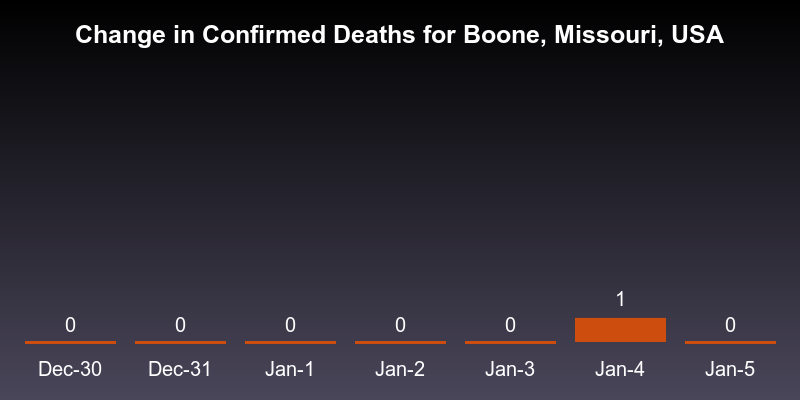 Change in Confirmed Deaths for Boone, Missouri, USA
0 0 0 0 0 1 0
Dec-30 Dec-31 Jan-1 Jan-2 Jan-3 Jan-4 Jan-5